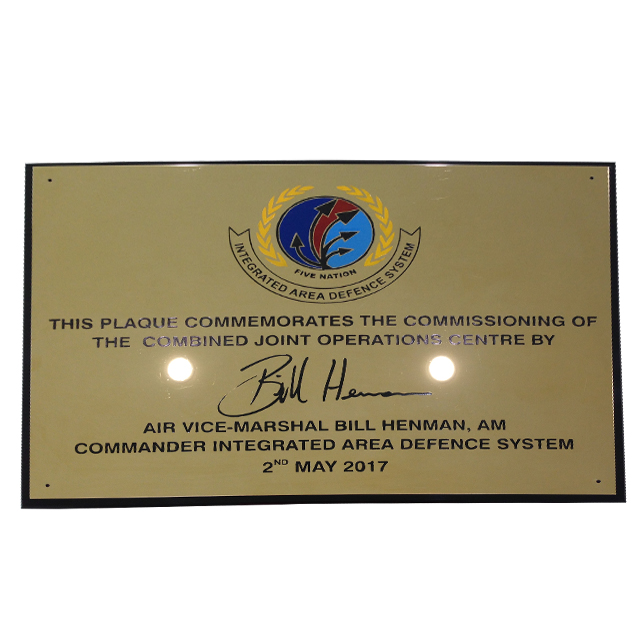 FIVE NATION
INTEGRATED AREA DEFENCE SYSTEM
THIS PLAQUE COMMEMORATES THE COMMISSIONING OF
THE COMBINED JOINT OPERATIONS CENTRE BY
Bill Henman
AIR VICE-MARSHAL BILL HENMAN, AM
COMMANDER INTEGRATED AREA DEFENCE SYSTEM
2ND MAY 2017